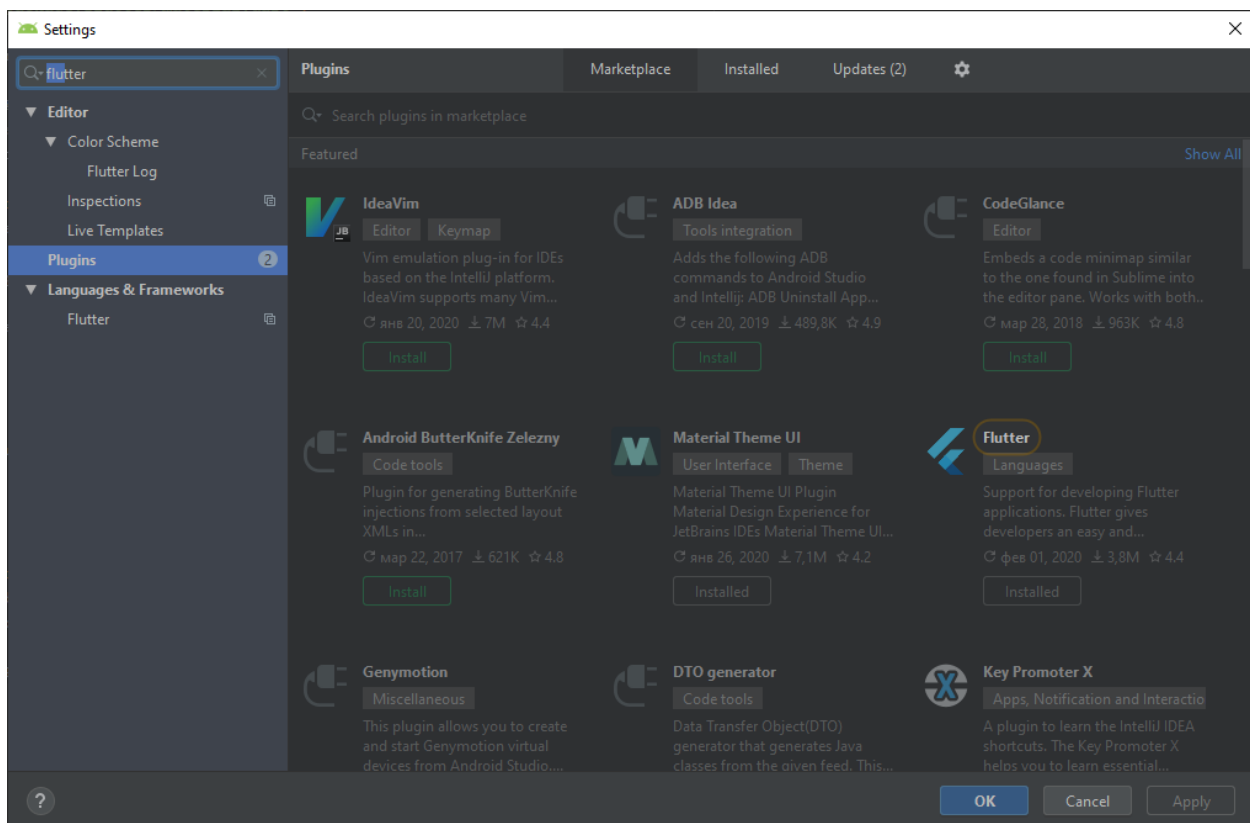 Settings
flutter
Editor
Color Scheme
Flutter Log
Inspections
Live Templates
Plugins 2
Languages & Frameworks
Flutter
Plugins Marketplace Installed Updates (2)
Search plugins in marketplace
Featured Show All
IdeaVim
Editor Keymap
Vim emulation plug-in for IDEs
based on the IntelliJ platform.
IdeaVim supports many Vim...
янв 20, 2020 7M 4.4
Install
ADB Idea
Tools integration
Adds the following ADB
commands to Android Studio
and Intellij: ADB Uninstall App...
сен 20, 2019 489,8K 4.9
Install
CodeGlance
Editor
Embeds a code minimap similar
to the one found in Sublime into
the editor pane. Works with both..
мар 28, 2018 963K 4.8
Install
Android ButterKnife Zelezny
Code tools
Plugin for generating ButterKnife
injections from selected layout
XMLs in...
мар 22, 2017 621K 4.8
Install
Material Theme UI
User Interface Theme
Material Theme UI Plugin
Material Design Experience for
JetBrains IDEs Material Theme UI...
янв 26, 2020 7,1M 4.2
Installed
Flutter
Languages
Support for developing Flutter
applications. Flutter gives
developers an easy and...
фев 01, 2020 3,8M 4.4
Installed
Genymotion
Miscellaneous
This plugin allows you to create
and start Genymotion virtual
devices from Android Studio....
DTO generator
Code tools
Data Transfer Object(DTO)
generator that generates Java
classes from the given feed. This...
Key Promoter X
Apps, Notification and Interactio
A plugin to learn the IntelliJ IDEA
shortcuts. The Key Promoter X
helps you to learn essential...
? OK Cancel Apply